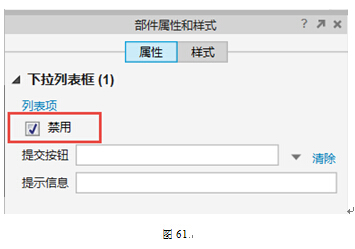 部件属性和样式 ?
属性 样式
下拉列表框 (1)
列表项
禁用
提交按钮 清除
提示信息
图 61.